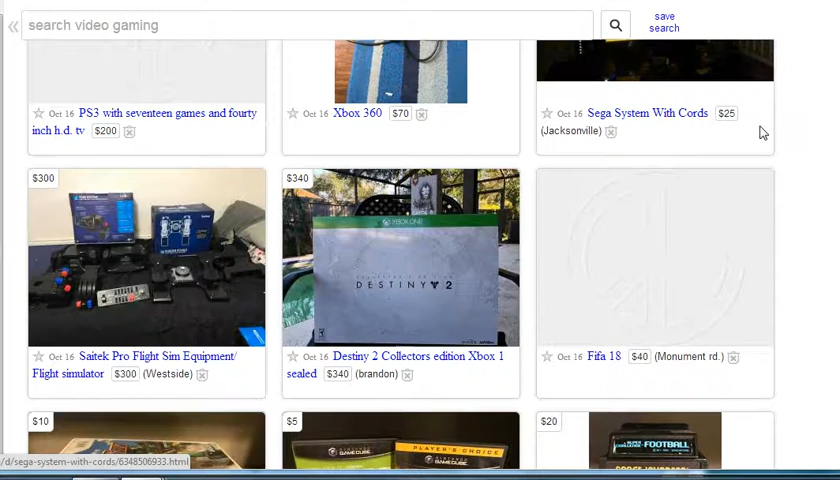 search video gaming
save
search
Oct 16 PS3 with seventeen games and fourty
inch h.d. tv $200
Oct 16 Xbox 360 $70
Oct 16 Sega System With Cords $25
(Jacksonville)
$300
$340
XBOX ONE
DESTINY 2
Oct 16 Saitek Pro Flight Sim Equipment/
Flight simulator $300 (Westside)
Oct 16 Destiny 2 Collectors edition Xbox 1
sealed $340 (brandon)
Oct 16 Fifa 18 $40 (Monument rd.)
$10
$5
$20
PLAYER'S CHOICE
GAMECUBE
GAMECUBE
FOOTBALL
/d/sega-system-with-cords/6348506933.html